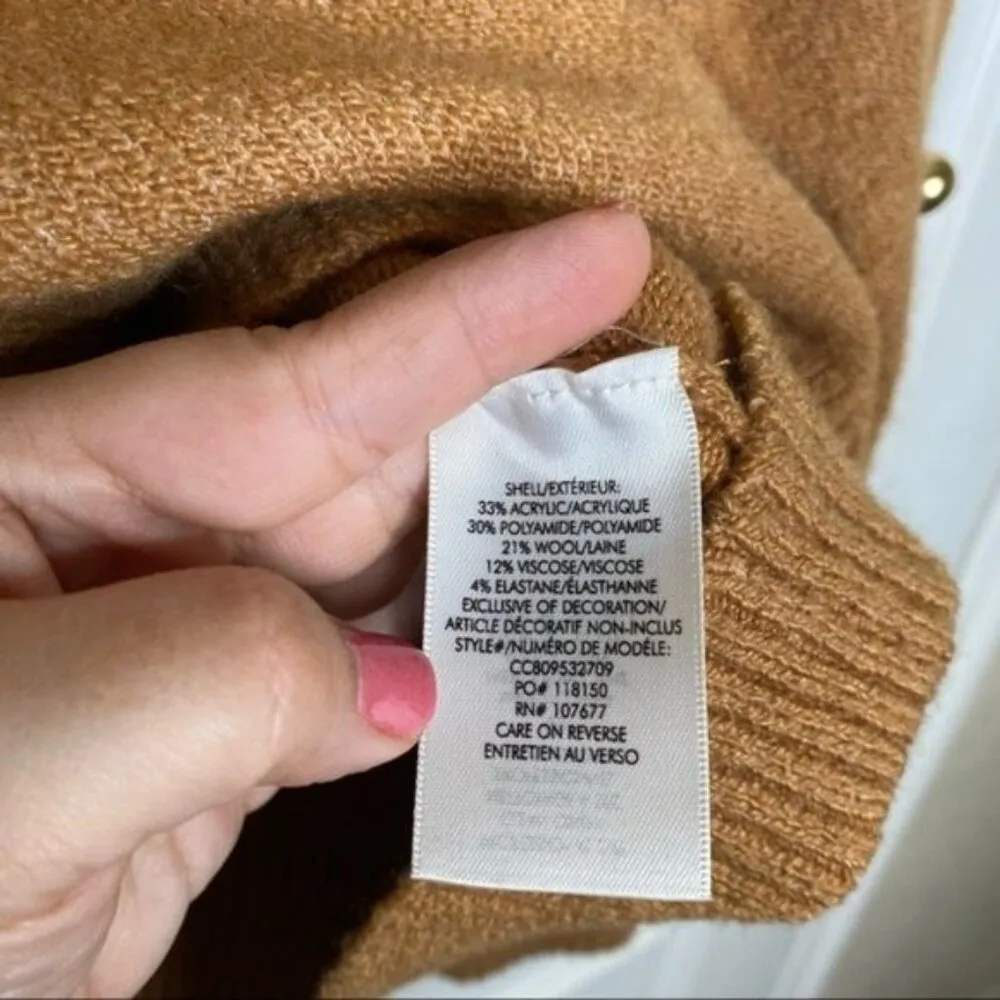 SHELL/EXTÉRIEUR:
33% ACRYLIC/ACRYLIQUE
30% POLYAMIDE/POLYAMIDE
21% WOOL/LAINE
12% VISCOSE/VISCOSE
4% ELASTANE/ÉLASTHANNE
EXCLUSIVE OF DECORATION/
ARTICLE DÉCORATIF NON-INCLUS
STYLE#/NUMÉRO DE MODÈLE:
CC809532709
PO# 118150
RN# 107677
CARE ON REVERSE
ENTRETIEN AU VERSO